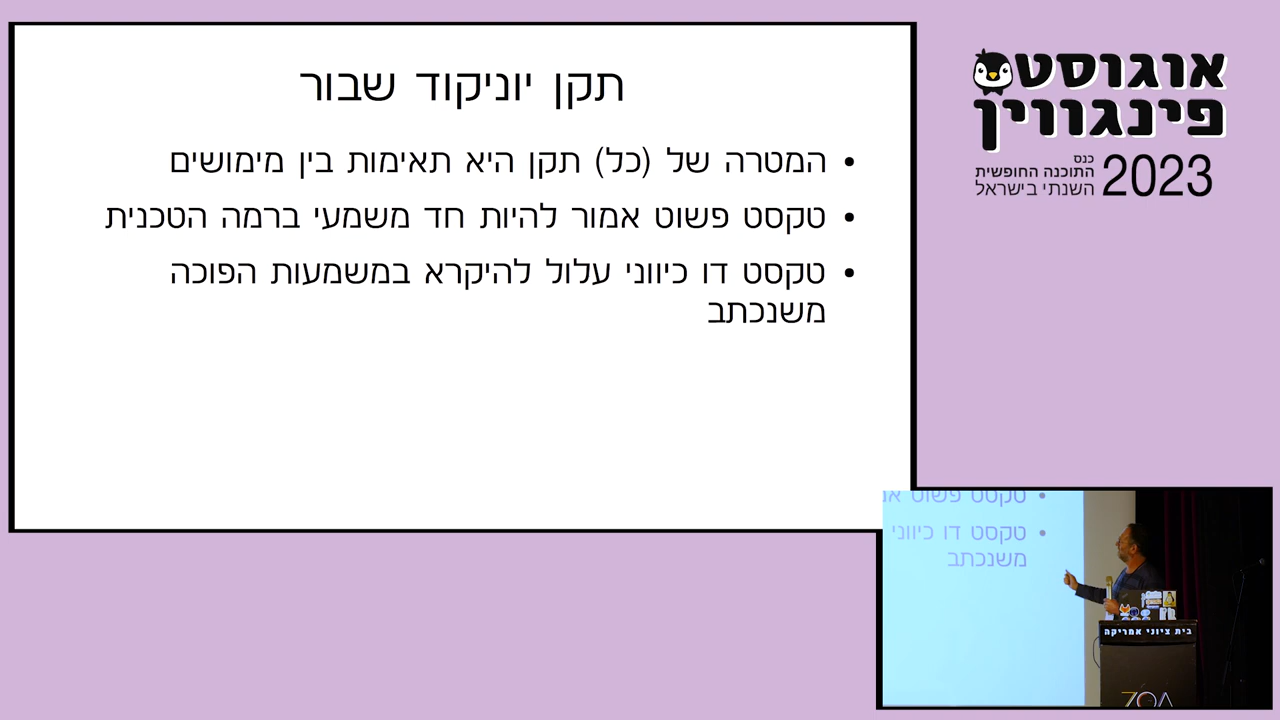 תקן יוניקוד שבור
• המטרה של (כל) תקן היא תאימות בין מימושים
• טקסט פשוט אמור להיות חד משמעי ברמה הטכנית
• טקסט דו כיווני עלול להיקרא במשמעות הפוכה
משנכתב
אוגוסט
פינגווין
2023
כנס
התוכנה החופשית
השנתי בישראל
• טקסט פשוט
• טקסט דו כיווני
משנכתב
בית ציוני אמריקה
ZOA